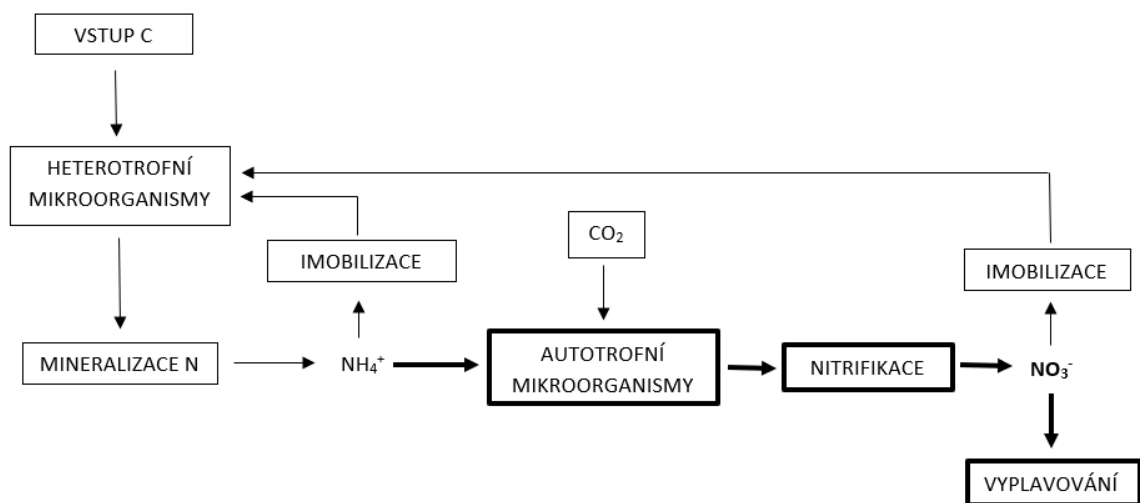 VSTUP C
HETEROTROFNÍ
MIKROORGANISMY
IMOBILIZACE
CO₂
IMOBILIZACE
MINERALIZACE N
NH₄⁺
AUTOTROFNÍ
MIKROORGANISMY
NITRIFIKACE
NO₃⁻
VYPLAVOVÁNÍ